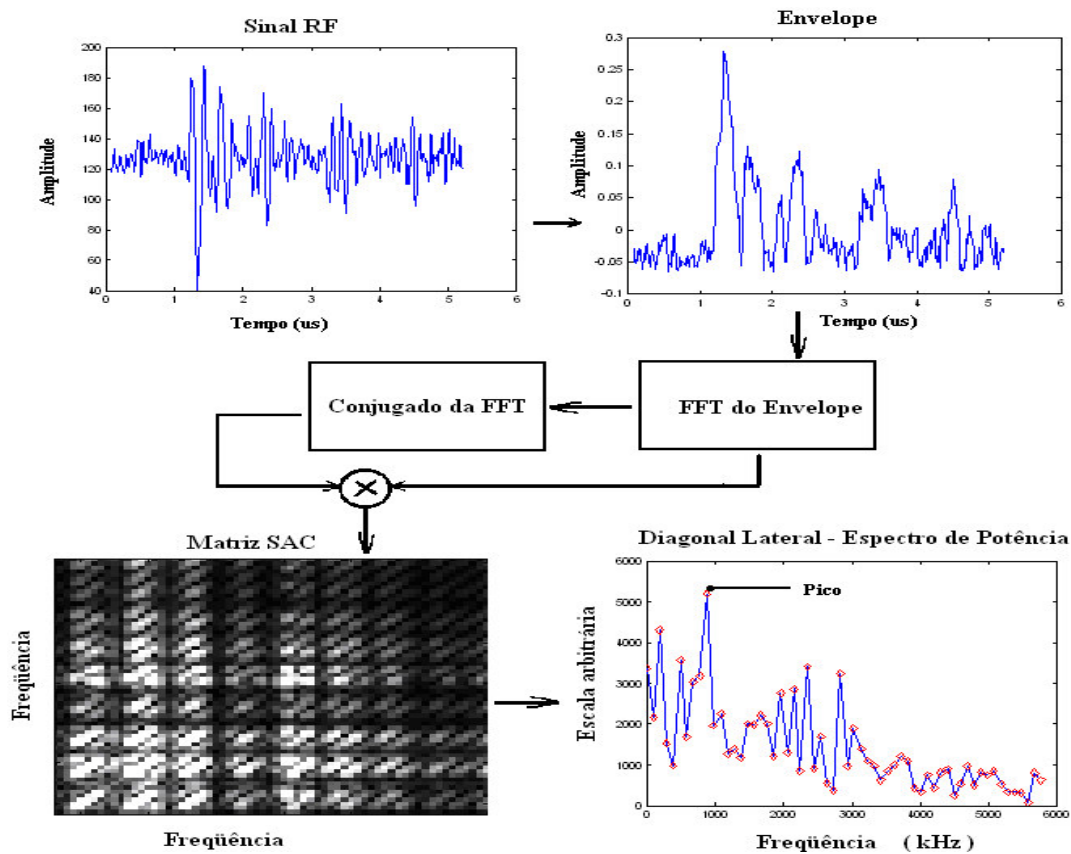 Sinal RF
Envelope
200
180
160
140
120
100
80
60
40
0
1
2
3
4
5
6
Amplitude
Tempo (us)
0.3
0.25
0.2
0.15
0.1
0.05
0
-0.05
-0.1
0
1
2
3
4
5
6
Amplitude
Tempo (us)
Conjugado da FFT
FFT do Envelope
X
Matriz SAC
Freqüência
Freqüência
Diagonal Lateral - Espectro de Potência
6000
5000
4000
3000
2000
1000
0
0
1000
2000
3000
4000
5000
6000
Pico
Escala arbitrária
Freqüência ( kHz )